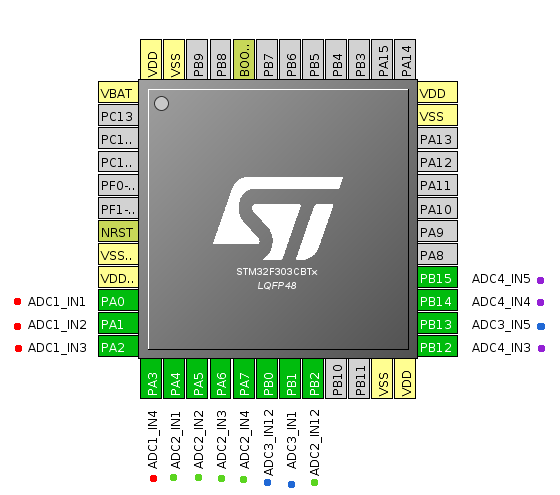 VDD
VSS
PB9
PB8
BOO..
PB7
PB6
PB5
PB4
PB3
PA15
PA14
VBAT
PC13
PC1..
PC1..
PF0-..
PF1-..
NRST
VSS..
VDD..
ADC1_IN1 PA0
ADC1_IN2 PA1
ADC1_IN3 PA2
ST
STM32F303CBTx
LQFP48
VDD
VSS
PA13
PA12
PA11
PA10
PA9
PA8
PB15 ADC4_IN5
PB14 ADC4_IN4
PB13 ADC3_IN5
PB12 ADC4_IN3
PA3
PA4
PA5
PA6
PA7
PB0
PB1
PB2
PB10
PB11
VSS
VDD
ADC1_IN4
ADC2_IN1
ADC2_IN2
ADC2_IN3
ADC2_IN4
ADC3_IN12
ADC3_IN1
ADC2_IN12